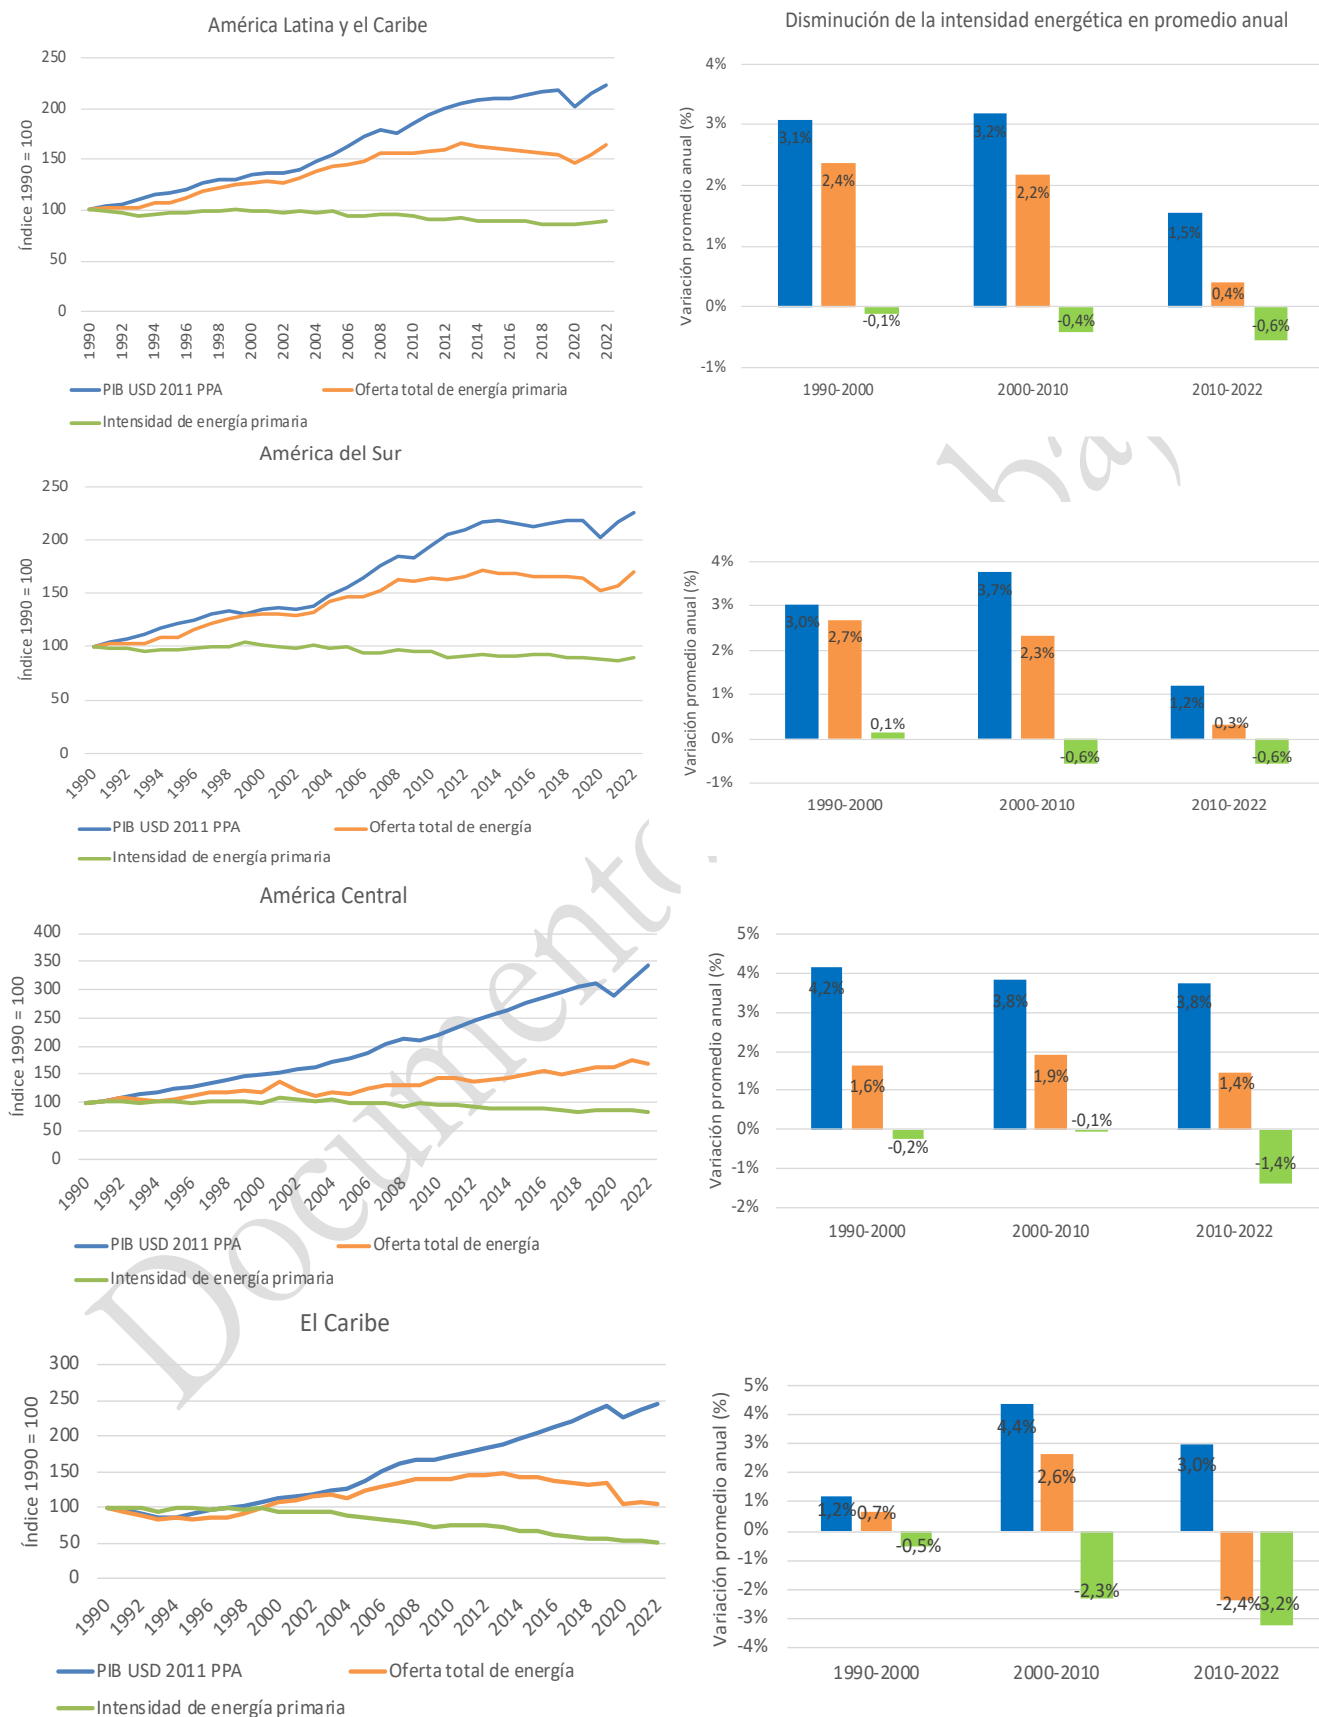 América Latina y el Caribe
Índice 1990 = 100
250
200
150
100
50
0
1990 1992 1994 1996 1998 2000 2002 2004 2006 2008 2010 2012 2014 2016 2018 2020 2022
PIB USD 2011 PPA Oferta total de energía primaria
Intensidad de energía primaria
Disminución de la intensidad energética en promedio anual
Variación promedio anual (%)
4%
3%
2%
1%
0%
-1%
3,1% 2,4% -0,1%
3,2% 2,2% -0,4%
1,5% 0,4% -0,6%
1990-2000 2000-2010 2010-2022
América del Sur
Índice 1990 = 100
250
200
150
100
50
0
1990 1992 1994 1996 1998 2000 2002 2004 2006 2008 2010 2012 2014 2016 2018 2020 2022
PIB USD 2011 PPA Oferta total de energía
Intensidad de energía primaria
Variación promedio anual (%)
4%
3%
2%
1%
0%
-1%
3,0% 2,7% 0,1%
3,7% 2,3% -0,6%
1,2% 0,3% -0,6%
1990-2000 2000-2010 2010-2022
América Central
Índice 1990 = 100
400
350
300
250
200
150
100
50
0
1990 1992 1994 1996 1998 2000 2002 2004 2006 2008 2010 2012 2014 2016 2018 2020 2022
PIB USD 2011 PPA Oferta total de energía
Intensidad de energía primaria
Variación promedio anual (%)
5%
4%
3%
2%
1%
0%
-1%
-2%
4,2% 1,6% -0,2%
3,8% 1,9% -0,1%
3,8% 1,4% -1,4%
1990-2000 2000-2010 2010-2022
El Caribe
Índice 1990 = 100
300
250
200
150
100
50
0
1990 1992 1994 1996 1998 2000 2002 2004 2006 2008 2010 2012 2014 2016 2018 2020 2022
PIB USD 2011 PPA Oferta total de energía
Intensidad de energía primaria
Variación promedio anual (%)
5%
4%
3%
2%
1%
0%
-1%
-2%
-3%
-4%
1,2% 0,7% -0,5%
4,4% 2,6% -2,3%
3,0% -2,4% -3,2%
1990-2000 2000-2010 2010-2022